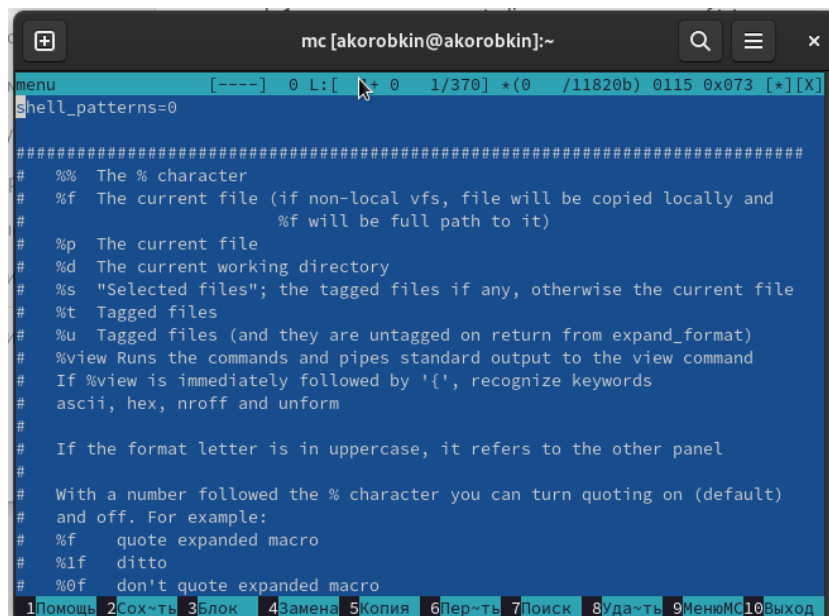 mc [akorobkin@akorobkin]:~
menu [----] 0 L:[ + 0 1/370] *(0 /11820b) 0115 0x073 [*][X]
shell_patterns=0
###############################################################################
# %% The % character
# %f The current file (if non-local vfs, file will be copied locally and
# %f will be full path to it)
# %p The current file
# %d The current working directory
# %s "Selected files"; the tagged files if any, otherwise the current file
# %t Tagged files
# %u Tagged files (and they are untagged on return from expand_format)
# %view Runs the commands and pipes standard output to the view command
# If %view is immediately followed by '{', recognize keywords
# ascii, hex, nroff and unform
#
# If the format letter is in uppercase, it refers to the other panel
#
# With a number followed the % character you can turn quoting on (default)
# and off. For example:
# %f quote expanded macro
# %1f ditto
# %0f don't quote expanded macro
1Помощь 2Сох~ть 3Блок 4Замена 5Копия 6Пер~ть 7Поиск 8Уда~ть 9МенюМС 10Выход